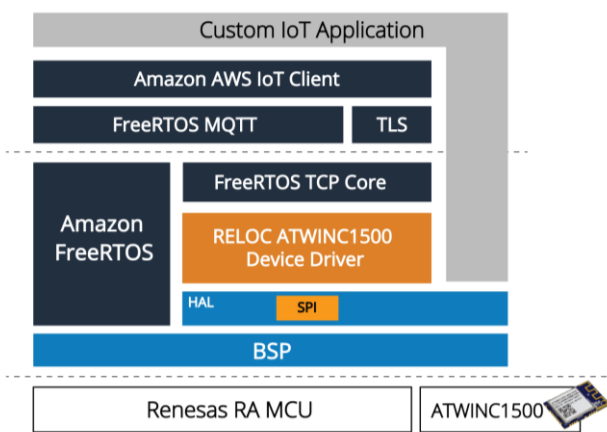 Custom IoT Application
Amazon AWS IoT Client
FreeRTOS MQTT
TLS
Amazon
FreeRTOS
FreeRTOS TCP Core
RELOC ATWINC1500
Device Driver
HAL
SPI
BSP
Renesas RA MCU
ATWINC1500